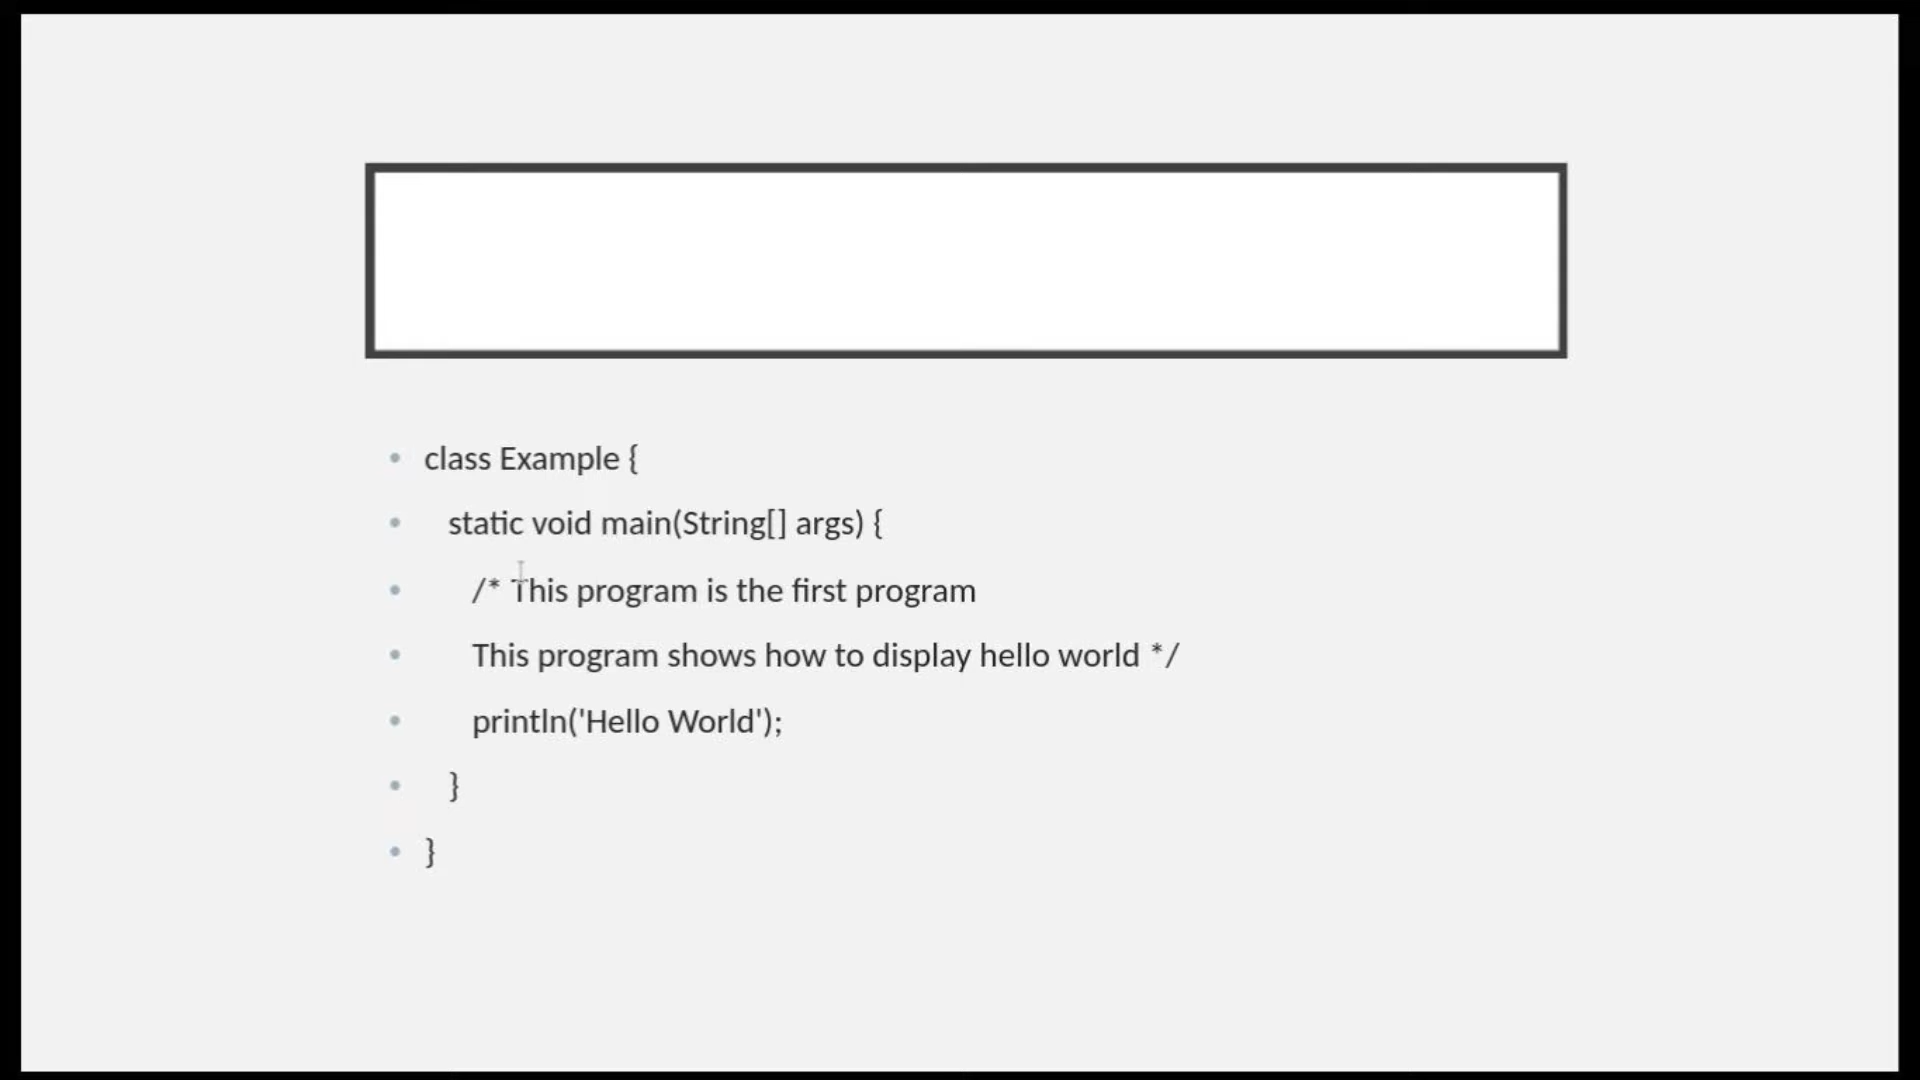 class Example {
static void main(String[] args) {
/* This program is the first program
This program shows how to display hello world */
println('Hello World');
}
}